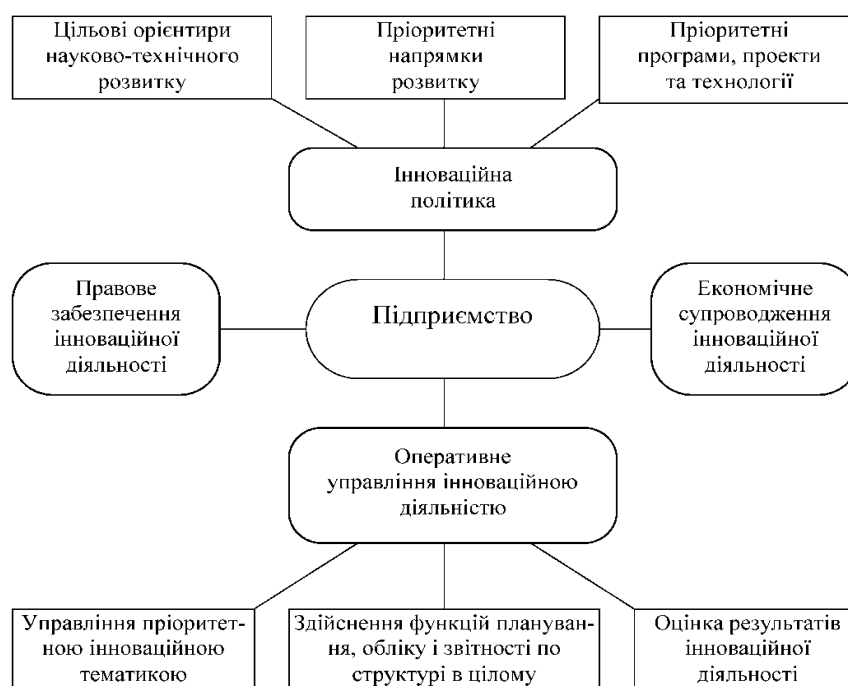 Цільові орієнтири
науково-технічного
розвитку
Пріоритетні
напрямки
розвитку
Пріоритетні
програми, проекти
та технології
Інноваційна
політика
Правове
забезпечення
інноваційної
діяльності
Підприємство
Економічне
супроводження
інноваційної
діяльності
Оперативне
управління інноваційною
діяльністю
Управління пріоритет-
ною інноваційною
тематикою
Здійснення функцій плануван-
ня, обліку і звітності по
структурі в цілому
Оцінка результатів
інноваційної
діяльності